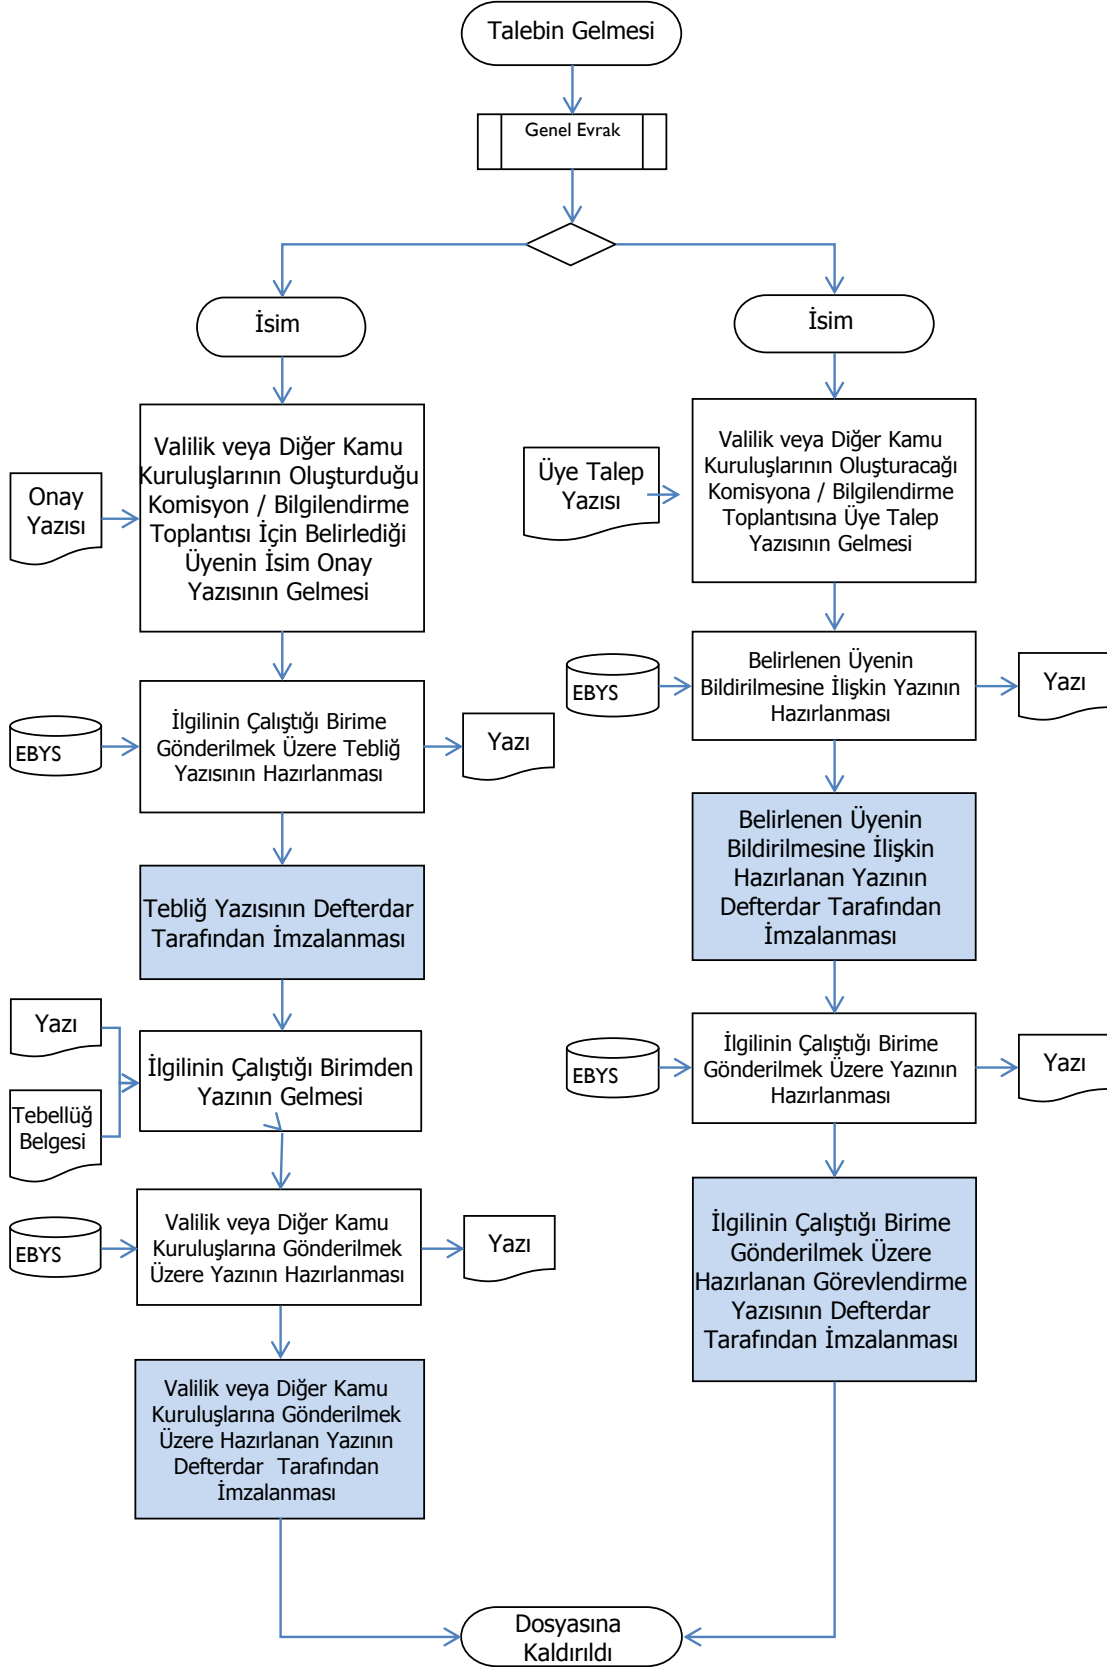 Talebin Gelmesi
Genel Evrak
İsim
Valilik veya Diğer Kamu
Kuruluşlarının Oluşturduğu
Komisyon / Bilgilendirme
Toplantısı İçin Belirlediği
Üyenin İsim Onay
Yazısının Gelmesi
Onay
Yazısı
EBYS
İlgilinin Çalıştığı Birime
Gönderilmek Üzere Tebliğ
Yazısının Hazırlanması
Yazı
Tebliğ Yazısının Defterdar
Tarafından İmzalanması
Yazı
Tebellüğ
Belgesi
İlgilinin Çalıştığı Birimden
Yazının Gelmesi
EBYS
Valilik veya Diğer Kamu
Kuruluşlarına Gönderilmek
Üzere Yazının Hazırlanması
Yazı
Valilik veya Diğer Kamu
Kuruluşlarına Gönderilmek
Üzere Hazırlanan Yazının
Defterdar  Tarafından
İmzalanması
İsim
Üye Talep
Yazısı
Valilik veya Diğer Kamu
Kuruluşlarının Oluşturacağı
Komisyona / Bilgilendirme
Toplantısına Üye Talep
Yazısının Gelmesi
EBYS
Belirlenen Üyenin
Bildirilmesine İlişkin Yazının
Hazırlanması
Yazı
Belirlenen Üyenin
Bildirilmesine İlişkin
Hazırlanan Yazının
Defterdar Tarafından
İmzalanması
EBYS
İlgilinin Çalıştığı Birime
Gönderilmek Üzere Yazının
Hazırlanması
Yazı
İlgilinin Çalıştığı Birime
Gönderilmek Üzere
Hazırlanan Görevlendirme
Yazısının Defterdar
Tarafından İmzalanması
Dosyasına
Kaldırıldı